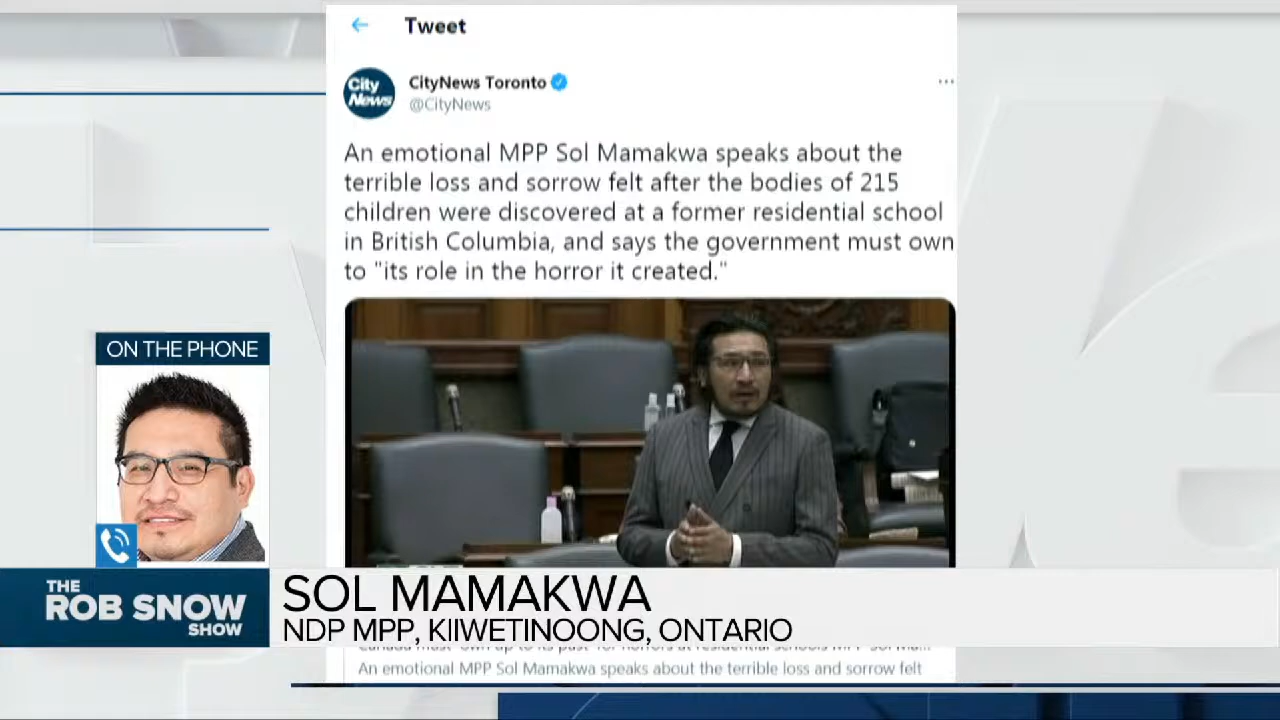 Tweet
City News
CityNews Toronto
...
@CityNews
An emotional MPP Sol Mamakwa speaks about the
terrible loss and sorrow felt after the bodies of 215
children were discovered at a former residential school
in British Columbia, and says the government must own
to "its role in the horror it created."
ON THE PHONE
THE
ROB SNOW
SHOW
SOL MAMAKWA
NDP MPP, KIIWETINOONG, ONTARIO
An emotional MPP Sol Mamakwa speaks about the terrible loss and sorrow felt